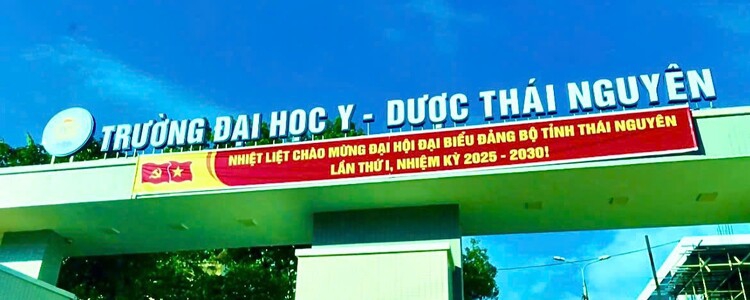 TRƯỜNG ĐẠI HỌC Y - DƯỢC THÁI NGUYÊN
NHIỆT LIỆT CHÀO MỪNG ĐẠI HỘI ĐẠI BIỂU ĐẢNG BỘ TỈNH THÁI NGUYÊN
LẦN THỨ I, NHIỆM KỲ 2025 - 2030!